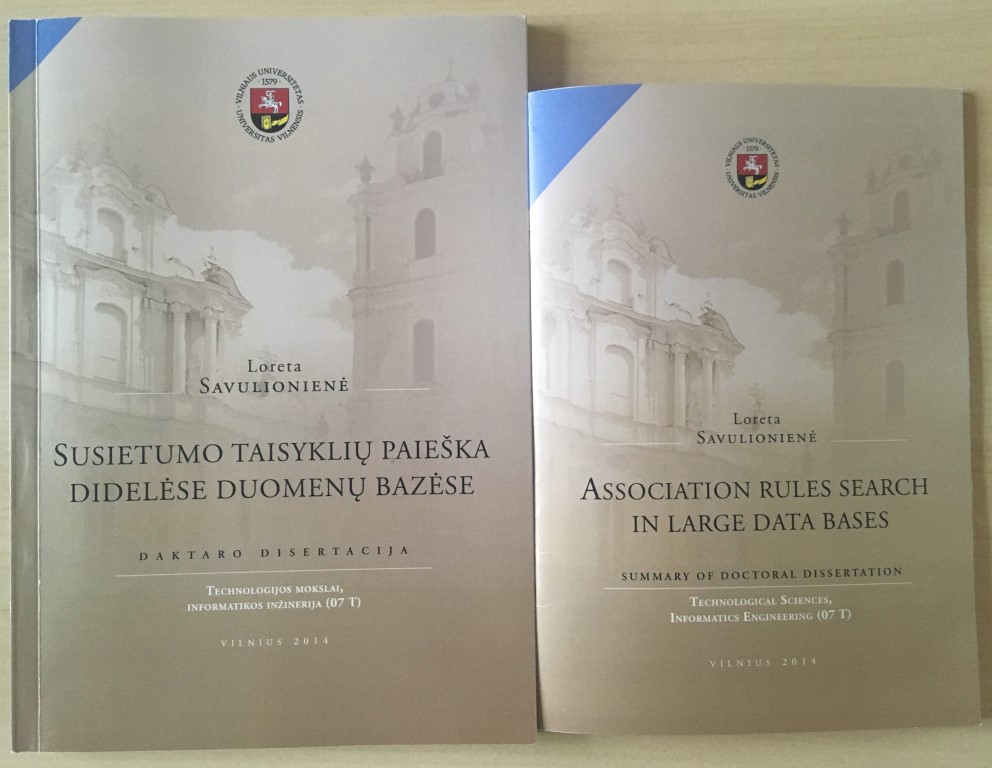 VILNIAUS UNIVERSITETAS
· 1579 ·
UNIVERSITAS VILNENSIS
Loreta
SAVULIONIENĖ
SUSIETUMO TAISYKLIŲ PAIEŠKA
DIDELĖSE DUOMENŲ BAZĖSE
DAKTARO DISERTACIJA
TECHNOLOGIJOS MOKSLAI,
INFORMATIKOS INŽINERIJA (07 T)
VILNIUS 2014
VILNIAUS UNIVERSITETAS
· 1579 ·
UNIVERSITAS VILNENSIS
Loreta
SAVULIONIENĖ
ASSOCIATION RULES SEARCH
IN LARGE DATA BASES
SUMMARY OF DOCTORAL DISSERTATION
TECHNOLOGICAL SCIENCES,
INFORMATICS ENGINEERING (07 T)
VILNIUS 2014